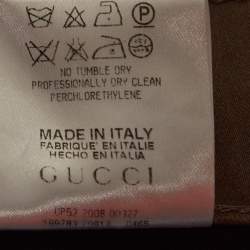 NO TUMBLE DRY
PROFESSIONALLY DRY CLEAN
PERCHLORETHYLENE
MADE IN ITALY
FABRIQUÉ EN ITALIE
HECHO EN ITALIA
GUCCI